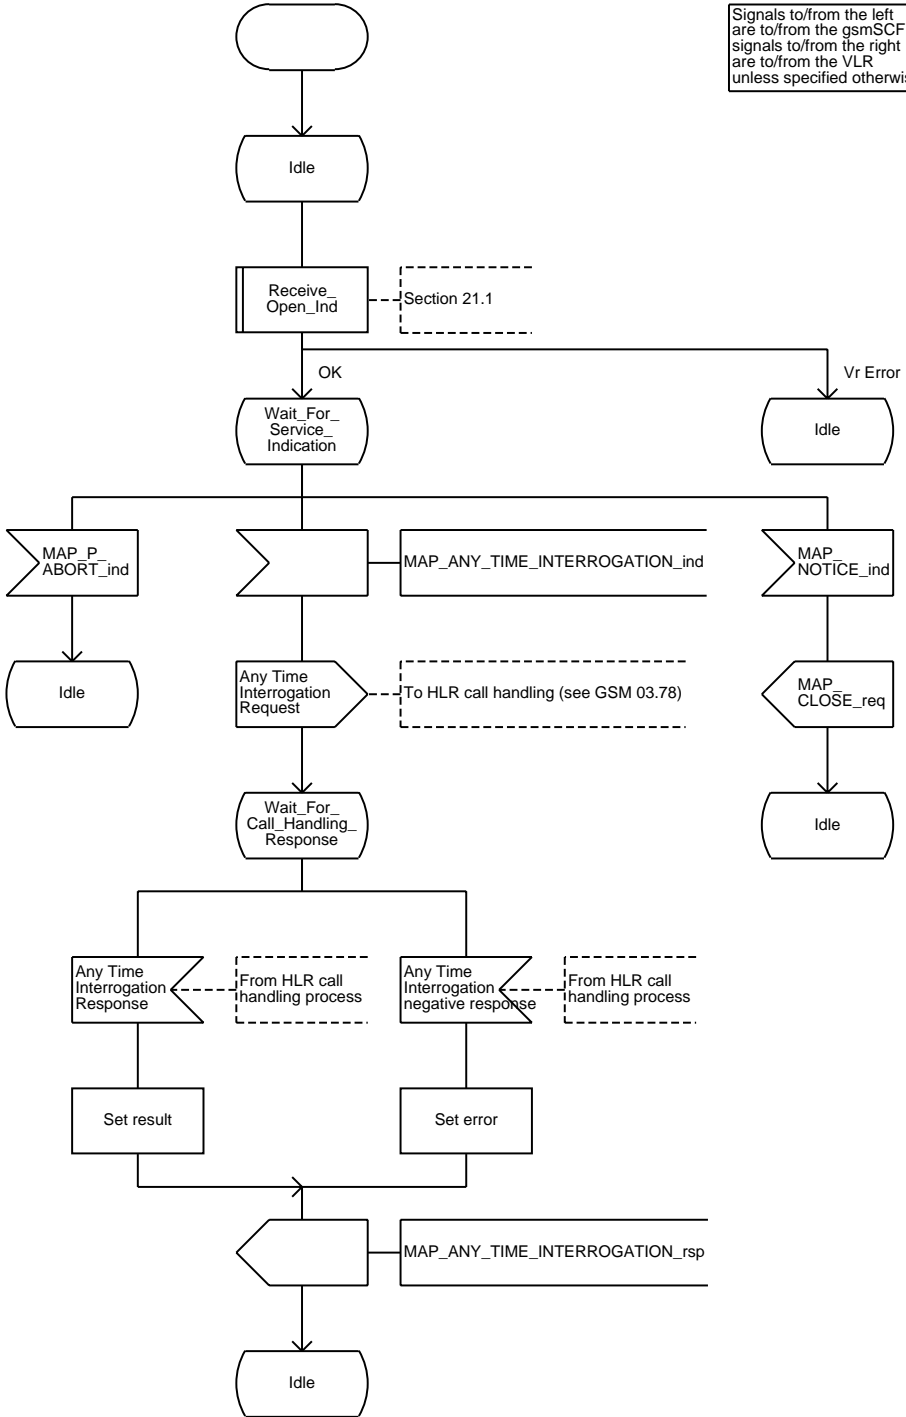 Signals to/from the left
are to/from the gsmSCF
signals to/from the right
are to/from the VLR
unless specified otherwis
Idle
Receive_
Open_Ind
Section 21.1
OK
Vr Error
Wait_For_
Service_
Indication
Idle
MAP_P_
ABORT_ind
MAP_ANY_TIME_INTERROGATION_ind
MAP_
NOTICE_ind
Idle
Any Time
Interrogation
Request
To HLR call handling (see GSM 03.78)
MAP_
CLOSE_req
Wait_For_
Call_Handling_
Response
Idle
Any Time
Interrogation
Response
From HLR call
handling process
Any Time
Interrogation
negative response
From HLR call
handling process
Set result
Set error
MAP_ANY_TIME_INTERROGATION_rsp
Idle